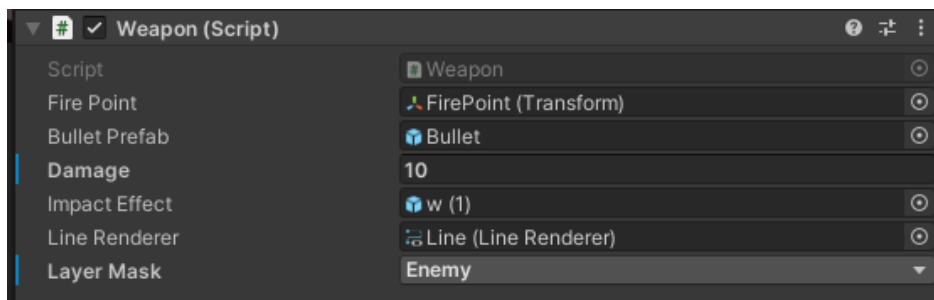 Weapon (Script)
Script Weapon
Fire Point FirePoint (Transform)
Bullet Prefab Bullet
Damage 10
Impact Effect w (1)
Line Renderer Line (Line Renderer)
Layer Mask Enemy